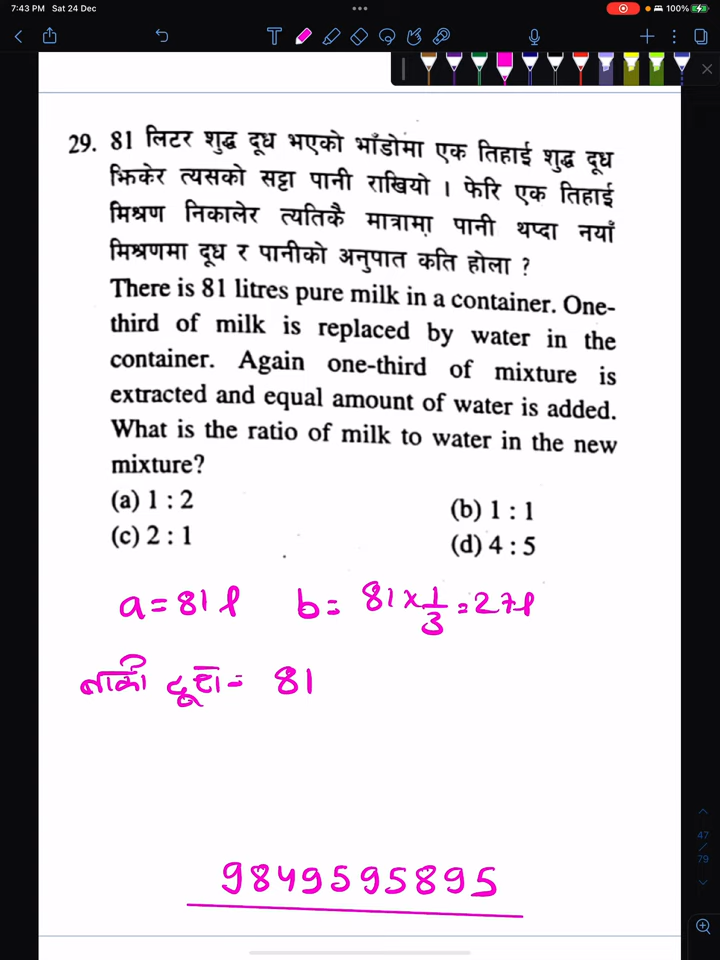 7:43 PM Sat 24 Dec
100%
29. 81 लिटर शुद्ध दूध भएको भाँडोमा एक तिहाई शुद्ध दूध
झिकेर त्यसको सट्टा पानी राखियो । फेरि एक तिहाई
मिश्रण निकालेर त्यतिकै मात्रामा पानी थप्दा नयाँ
मिश्रणमा दूध र पानीको अनुपात कति होला ?
There is 81 litres pure milk in a container. One-
third of milk is replaced by water in the
container. Again one-third of mixture is
extracted and equal amount of water is added.
What is the ratio of milk to water in the new
mixture?
(a) 1 : 2
(b) 1 : 1
(c) 2 : 1
(d) 4 : 5
a = 81 l b = 81 × 1/3 = 27 l
बाकी दूध = 81
47
/
79
9849595895